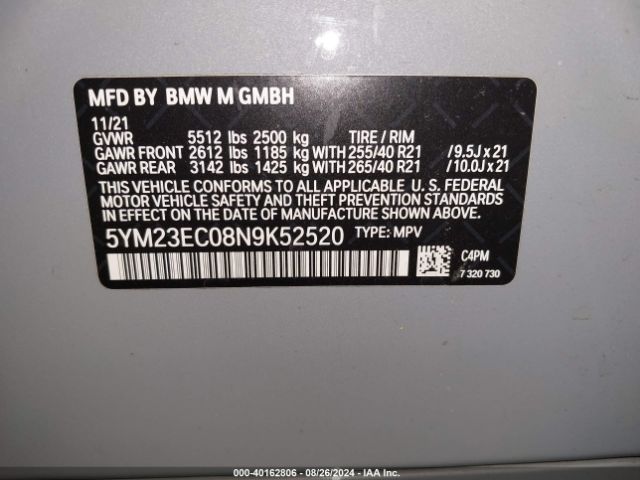 MFD BY BMW M GMBH
11/21
GVWR 5512 lbs 2500 kg TIRE / RIM
GAWR FRONT 2612 lbs 1185 kg WITH 255/40 R21 / 9.5J x 21
GAWR REAR 3142 lbs 1425 kg WITH 265/40 R21 / 10.0J x 21
THIS VEHICLE CONFORMS TO ALL APPLICABLE U. S. FEDERAL
MOTOR VEHICLE SAFETY AND THEFT PREVENTION STANDARDS
IN EFFECT ON THE DATE OF MANUFACTURE SHOWN ABOVE.
5YM23EC08N9K52520 TYPE: MPV
C4PM
7 320 730
000-40162806 - 08/26/2024 - IAA Inc.